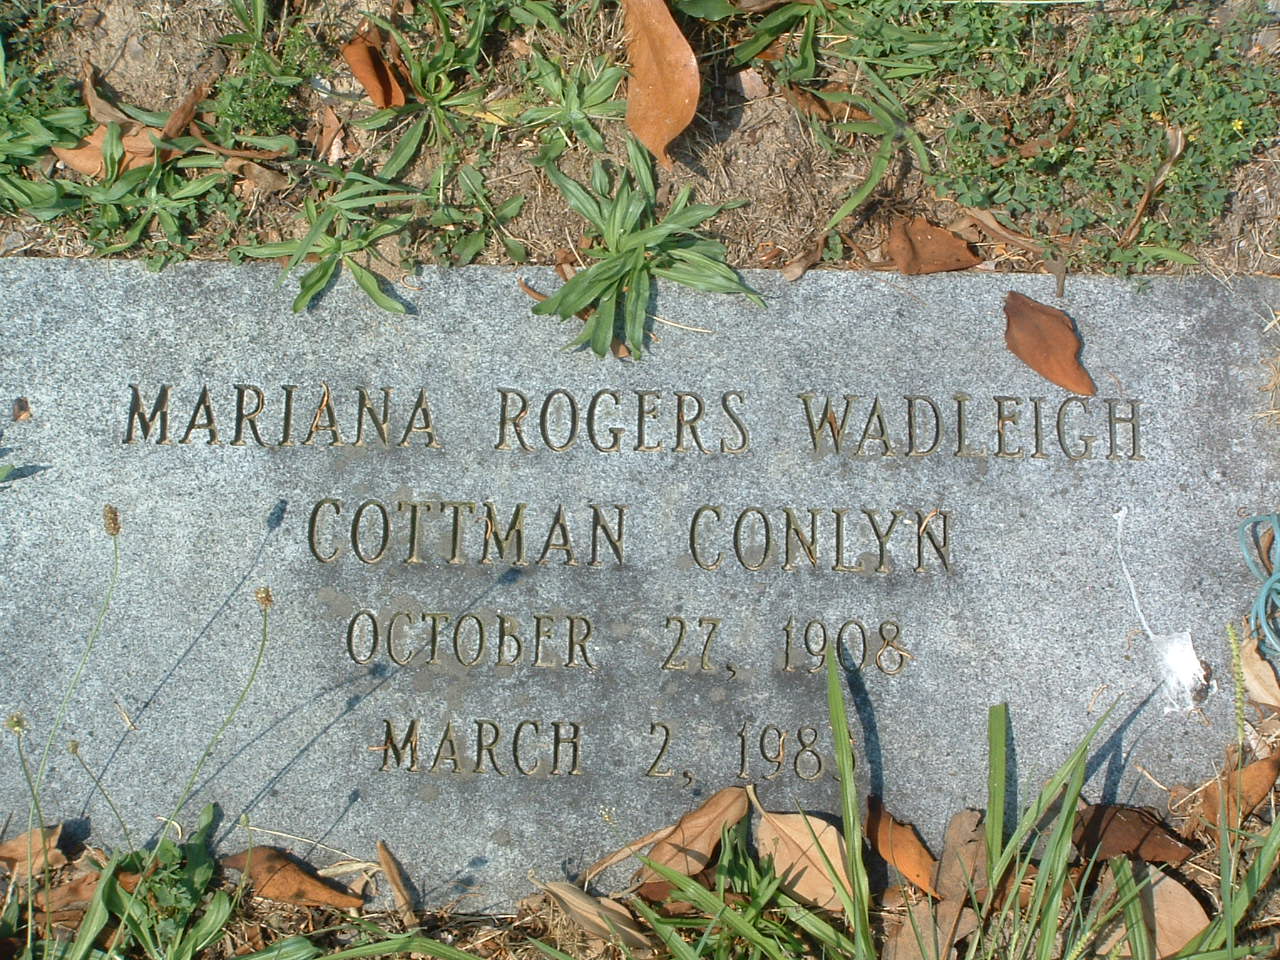 MARIANA ROGERS WADLEIGH
COTTMAN CONLYN
OCTOBER 27, 1908
MARCH 2,